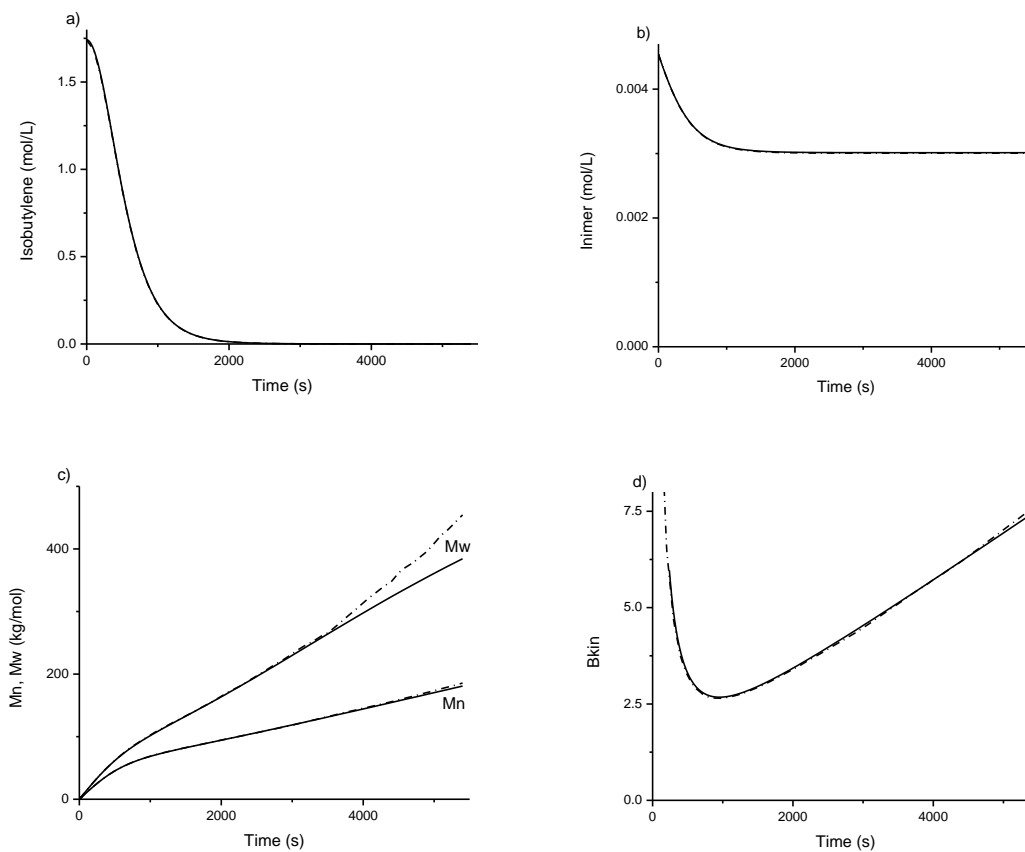 a)
Isobutylene (mol/L)
1.5
1.0
0.5
0.0
0
2000
4000
Time (s)
b)
Inimer (mol/L)
0.004
0.002
0.000
0
2000
4000
Time (s)
c)
Mn, Mw (kg/mol)
400
200
0
Mw
Mn
0
2000
4000
Time (s)
d)
Bkin
7.5
5.0
2.5
0.0
0
2000
4000
Time (s)